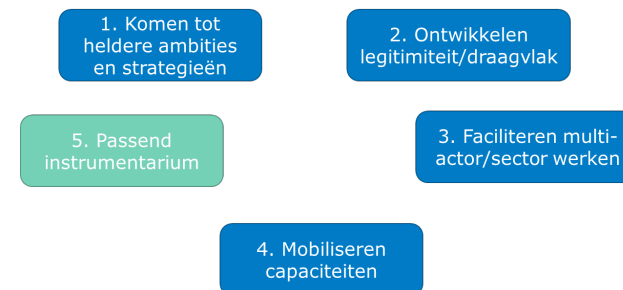 1. Komen tot
heldere ambities
en strategieën
2. Ontwikkelen
legitimiteit/draagvlak
3. Faciliteren multi-
actor/sector werken
4. Mobiliseren
capaciteiten
5. Passend
instrumentarium